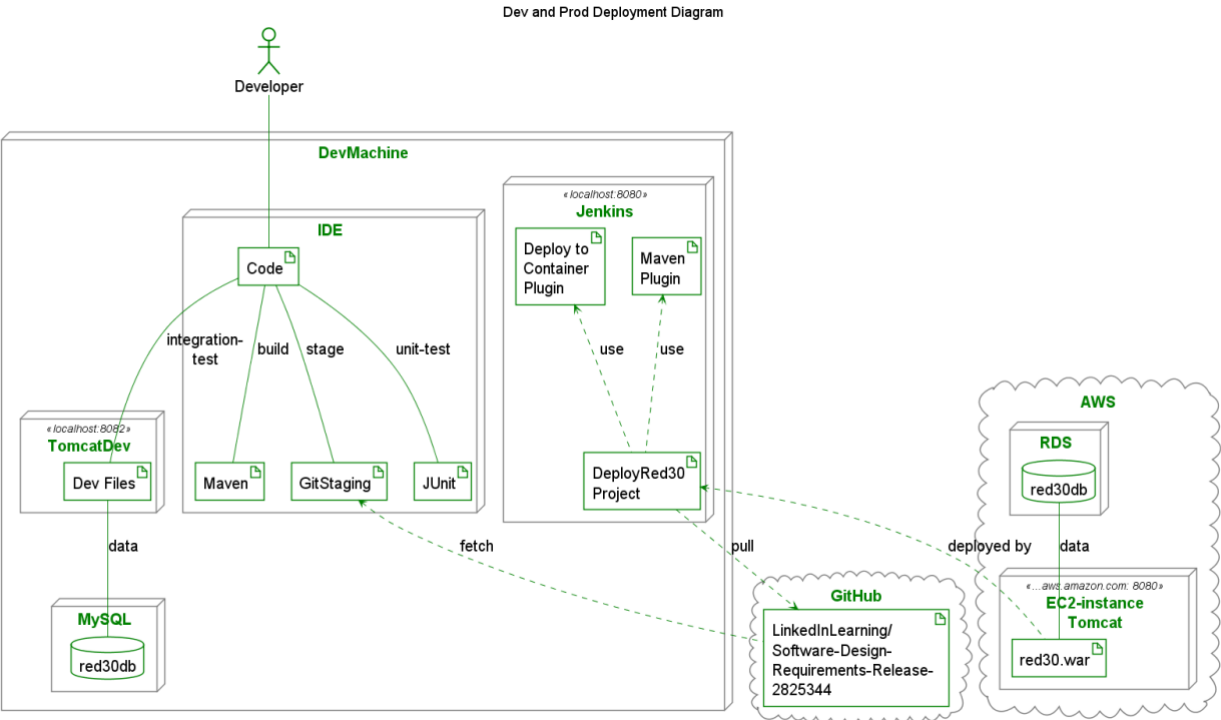 Dev and Prod Deployment Diagram
Developer
DevMachine
«localhost:8080»
Jenkins
IDE
Deploy to
Container
Plugin
Maven
Plugin
Code
integration-
test
build
stage
unit-test
use
use
AWS
«localhost:8082»
TomcatDev
RDS
Dev Files
Maven
GitStaging
JUnit
DeployRed30
Project
red30db
data
fetch
pull
deployed by
data
«...aws.amazon.com: 8080»
EC2-instance
Tomcat
MySQL
red30db
GitHub
LinkedInLearning/
Software-Design-
Requirements-Release-
2825344
red30.war